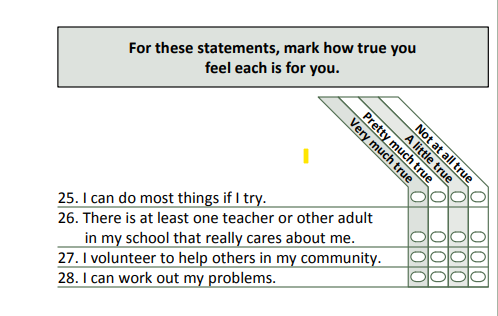 For these statements, mark how true you
feel each is for you.
Very much true
Pretty much true
A little true
Not at all true
25. I can do most things if I try.
26. There is at least one teacher or other adult
in my school that really cares about me.
27. I volunteer to help others in my community.
28. I can work out my problems.